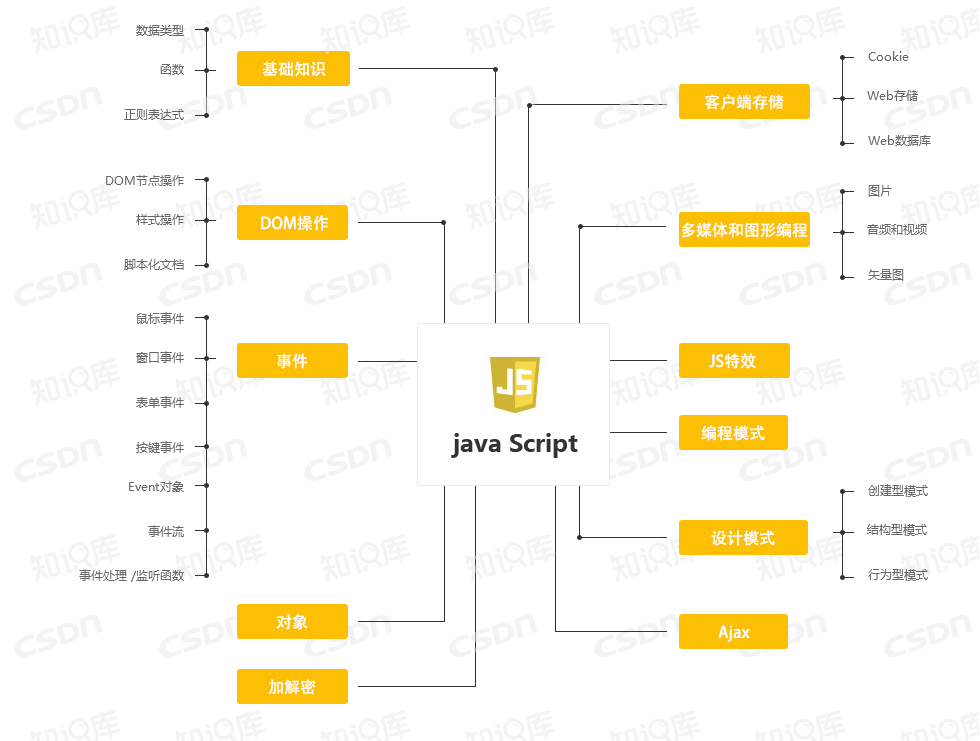 数据类型
函数
正则表达式
基础知识
DOM节点操作
样式操作
脚本化文档
DOM操作
鼠标事件
窗口事件
表单事件
按键事件
Event对象
事件流
事件处理 /监听函数
事件
对象
加解密
JS
java Script
客户端存储
Cookie
Web存储
Web数据库
多媒体和图形编程
图片
音频和视频
矢量图
JS特效
编程模式
设计模式
创建型模式
结构型模式
行为型模式
Ajax
知识库
CSDN